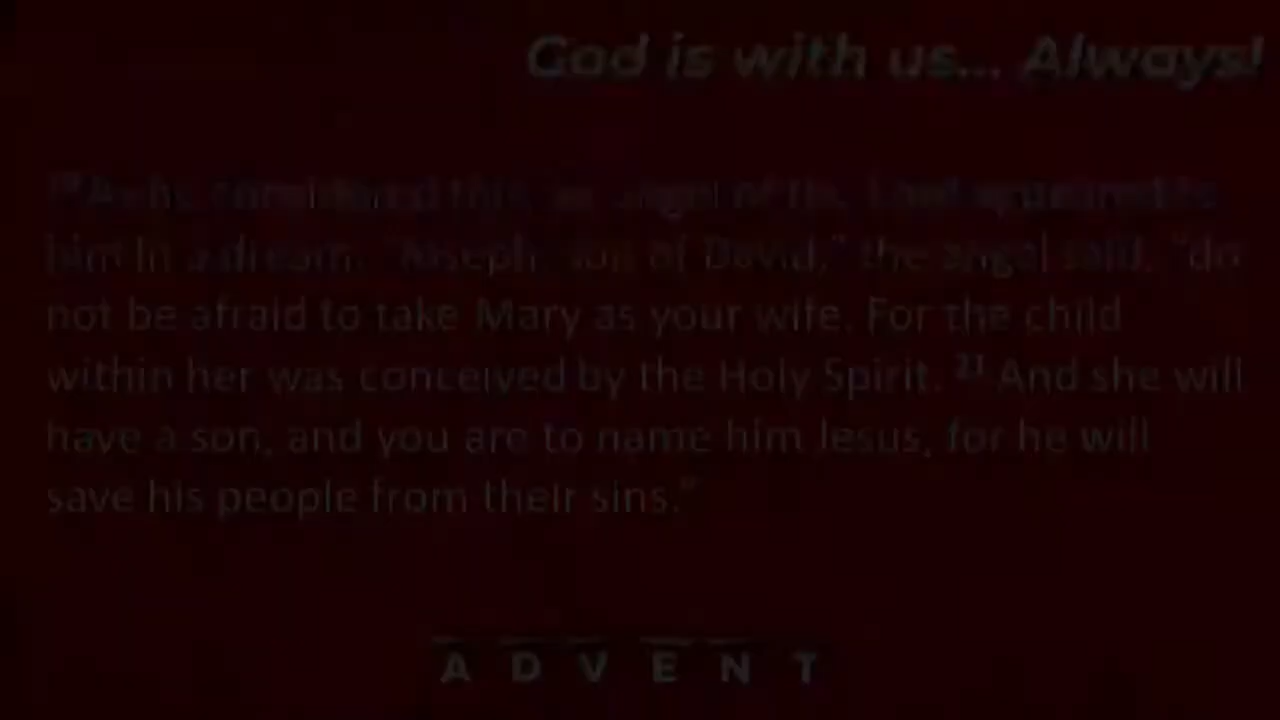 God is with us... Always!
²⁰ As he considered this, an angel of the Lord appeared to
him in a dream. "Joseph, son of David," the angel said, "do
not be afraid to take Mary as your wife. For the child
within her was conceived by the Holy Spirit. ²¹ And she will
have a son, and you are to name him Jesus, for he will
save his people from their sins."
ADVENT